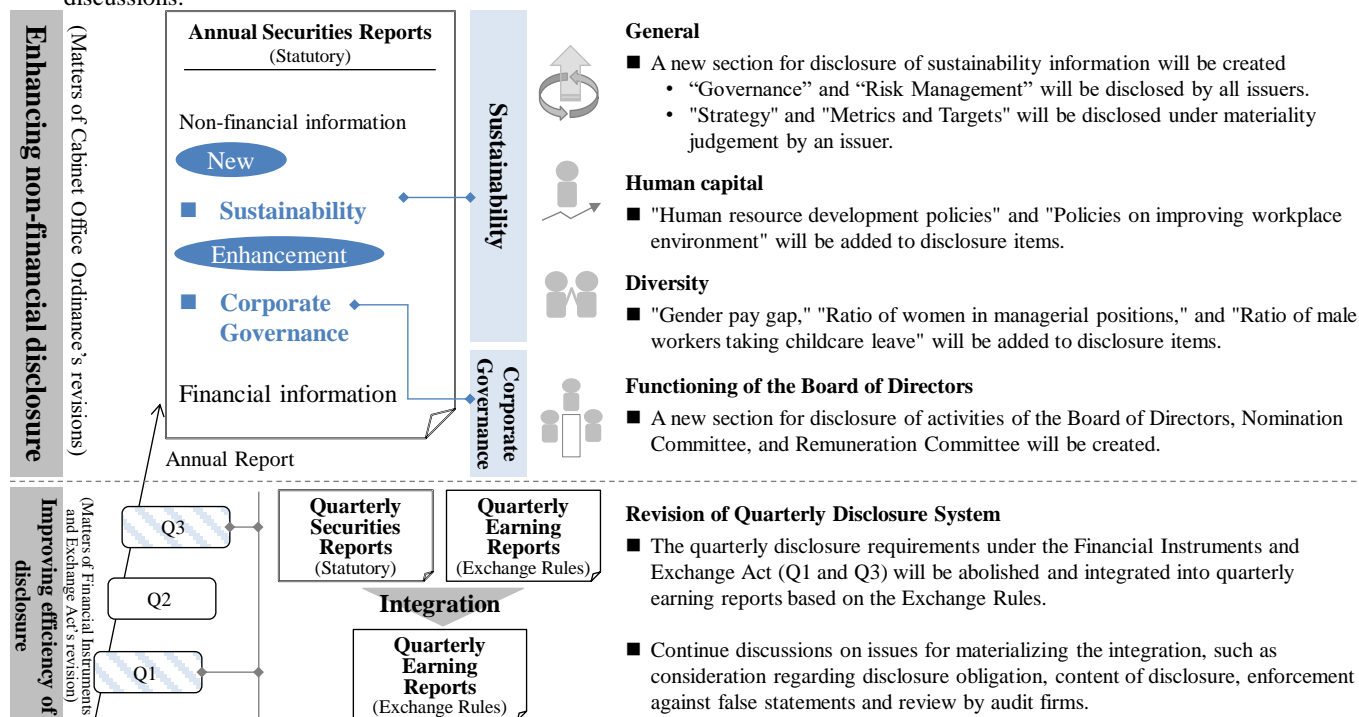 discussions.
Enhancing non-financial disclosure
(Matters of Cabinet Office Ordinance’s revisions)
Annual Securities Reports
(Statutory)
Non-financial information
New
■ Sustainability
Enhancement
■ Corporate
Governance
Financial information
Annual Report
Sustainability
Corporate
Governance
General
■ A new section for disclosure of sustainability information will be created
• “Governance” and “Risk Management” will be disclosed by all issuers.
• "Strategy" and "Metrics and Targets" will be disclosed under materiality
judgement by an issuer.
Human capital
■ "Human resource development policies" and "Policies on improving workplace
environment" will be added to disclosure items.
Diversity
■ "Gender pay gap," "Ratio of women in managerial positions," and "Ratio of male
workers taking childcare leave" will be added to disclosure items.
Functioning of the Board of Directors
■ A new section for disclosure of activities of the Board of Directors, Nomination
Committee, and Remuneration Committee will be created.
Improving efficiency of
disclosure
(Matters of Financial Instruments
and Exchange Act’s revision)
Q3
Q2
Q1
Quarterly
Securities
Reports
(Statutory)
Quarterly
Earning
Reports
(Exchange Rules)
Integration
Quarterly
Earning
Reports
(Exchange Rules)
Revision of Quarterly Disclosure System
■ The quarterly disclosure requirements under the Financial Instruments and
Exchange Act (Q1 and Q3) will be abolished and integrated into quarterly
earning reports based on the Exchange Rules.
■ Continue discussions on issues for materializing the integration, such as
consideration regarding disclosure obligation, content of disclosure, enforcement
against false statements and review by audit firms.